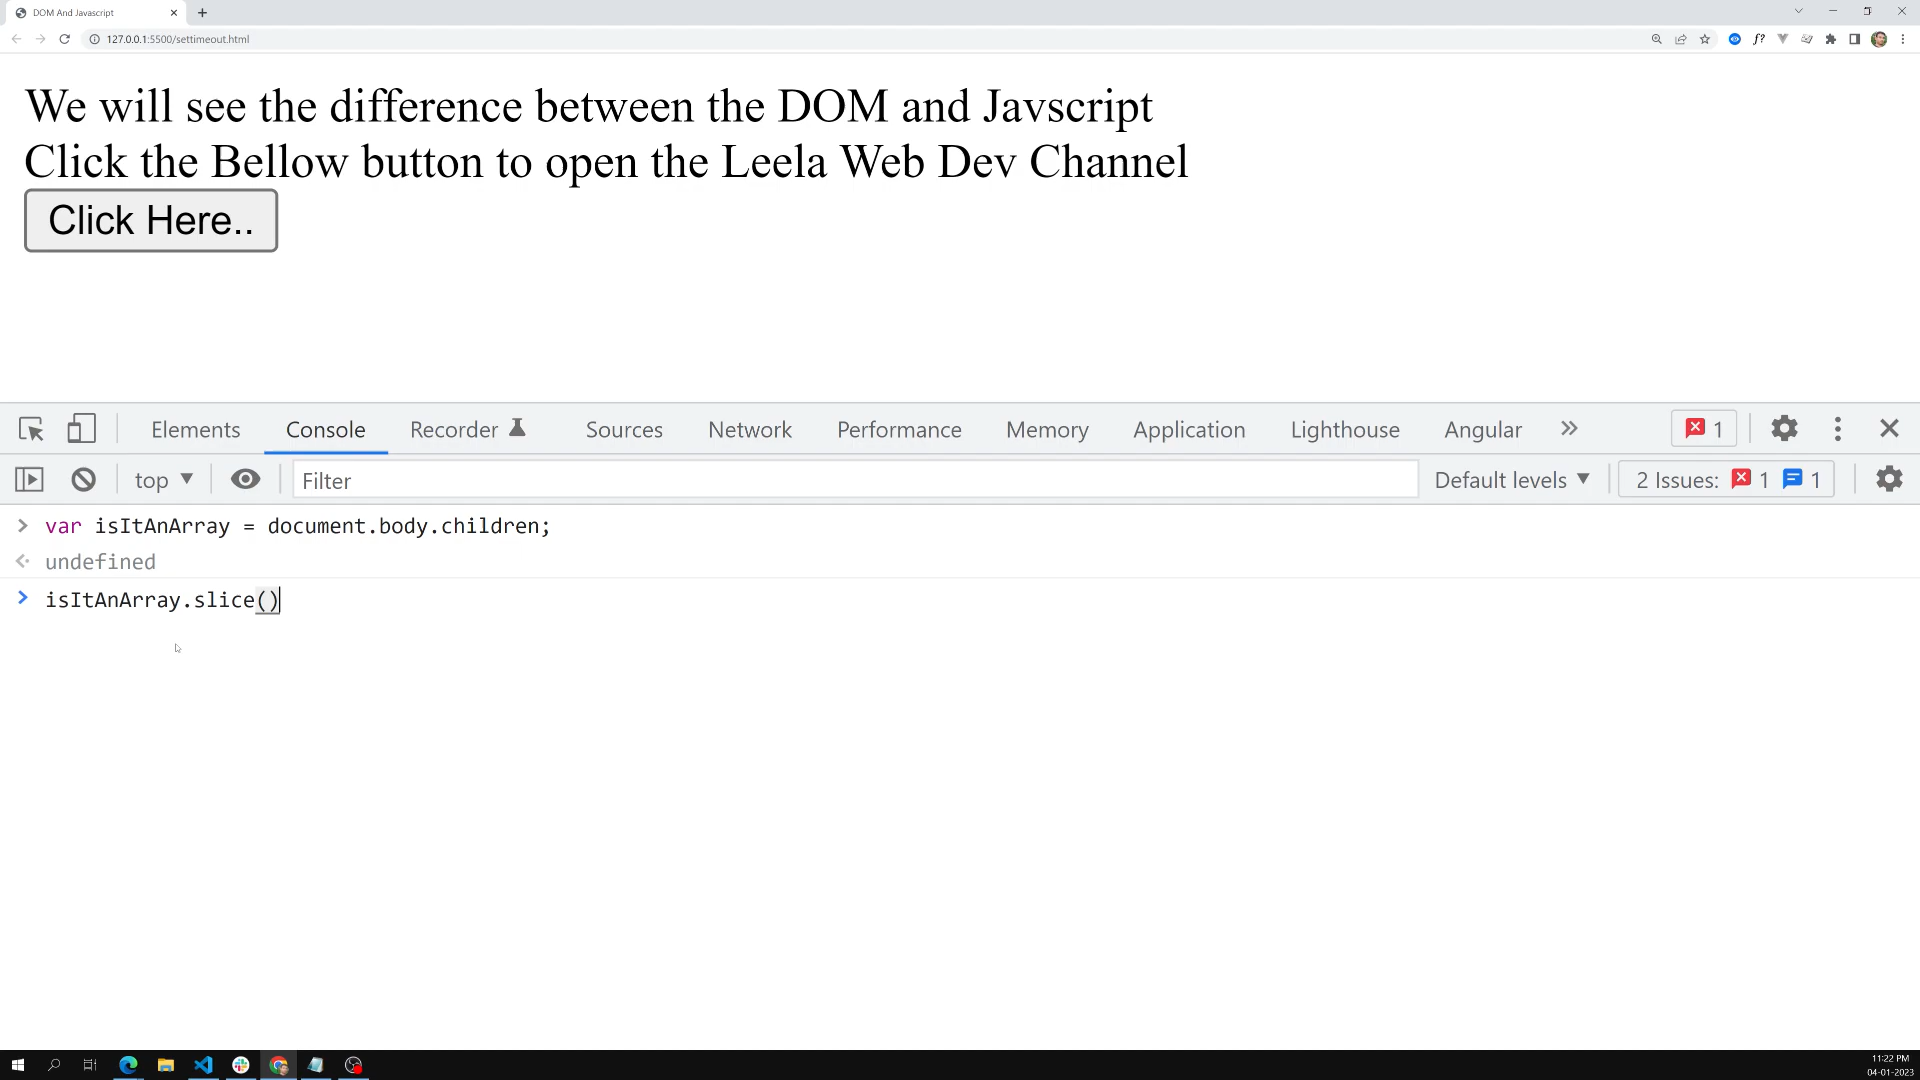 DOM And Javascript
127.0.0.1:5500/settimeout.html
We will see the difference between the DOM and Javscript
Click the Bellow button to open the Leela Web Dev Channel
Click Here..
Elements Console Recorder Sources Network Performance Memory Application Lighthouse Angular 1
top Filter Default levels 2 Issues: 1 1
var isItAnArray = document.body.children;
undefined
isItAnArray.slice()
11:22 PM
04-01-2023